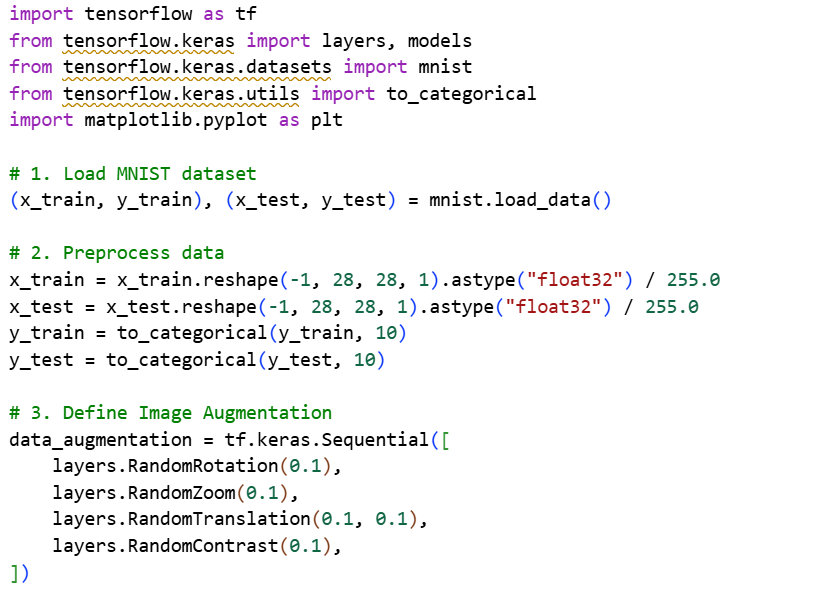 import tensorflow as tf
from tensorflow.keras import layers, models
from tensorflow.keras.datasets import mnist
from tensorflow.keras.utils import to_categorical
import matplotlib.pyplot as plt

# 1. Load MNIST dataset
(x_train, y_train), (x_test, y_test) = mnist.load_data()

# 2. Preprocess data
x_train = x_train.reshape(-1, 28, 28, 1).astype("float32") / 255.0
x_test = x_test.reshape(-1, 28, 28, 1).astype("float32") / 255.0
y_train = to_categorical(y_train, 10)
y_test = to_categorical(y_test, 10)

# 3. Define Image Augmentation
data_augmentation = tf.keras.Sequential([
    layers.RandomRotation(0.1),
    layers.RandomZoom(0.1),
    layers.RandomTranslation(0.1, 0.1),
    layers.RandomContrast(0.1),
])